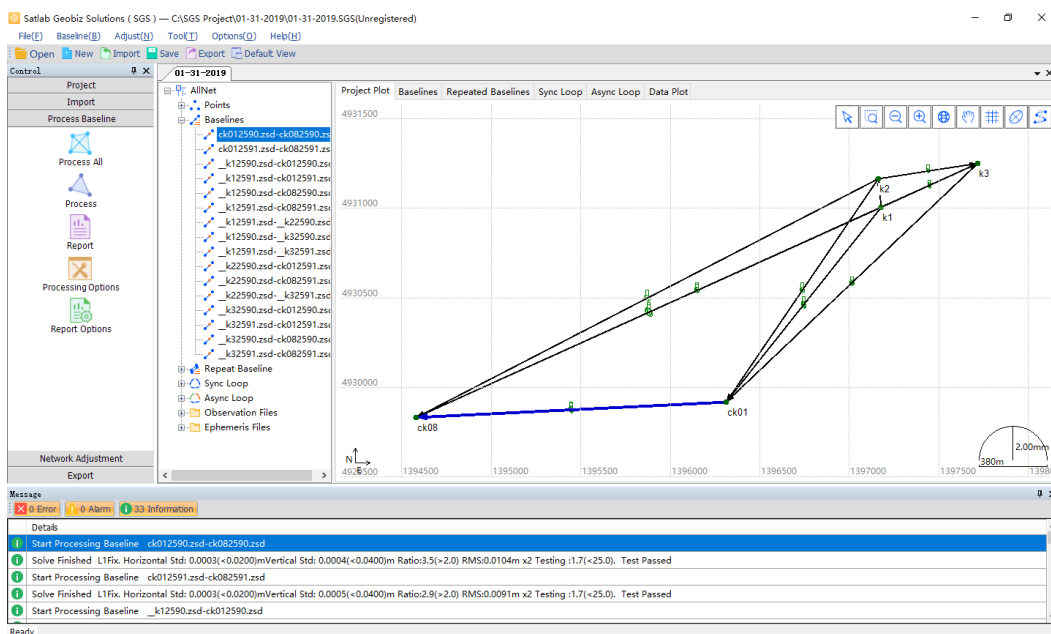 Satlab Geobiz Solutions ( SGS ) — C:\SGS Project\01-31-2019\01-31-2019.SGS(Unregistered)
File(F) Baseline(B) Adjust(N) Tool(T) Options(O) Help(H)
Open New Import Save Export Default View
Control
Project
Import
Process Baseline
Process All
Process
Report
Processing Options
Report Options
Network Adjustment
Export
01-31-2019
AllNet
Points
Baselines
ck012590.zsd-ck082590.zs
ck012591.zsd-ck082591.zs
__k12590.zsd-ck012590.zsd
__k12591.zsd-ck012591.zsd
__k12590.zsd-ck082590.zsd
__k12591.zsd-ck082591.zsd
__k12591.zsd-__k22590.zsd
__k12590.zsd-__k32590.zsd
__k12591.zsd-__k32591.zsd
__k22590.zsd-ck012591.zsd
__k22590.zsd-ck082591.zsd
__k22590.zsd-__k32591.zsd
__k32590.zsd-ck012590.zsd
__k32591.zsd-ck012591.zsd
__k32590.zsd-ck082590.zsd
__k32591.zsd-ck082591.zsd
Repeat Baseline
Sync Loop
Async Loop
Observation Files
Ephemeris Files
Project Plot Baselines Repeated Baselines Sync Loop Async Loop Data Plot
4931500
4931000
4930500
4930000
k3
k2
k1
ck01
ck08
N
1394500 1395000 1395500 1396000 1396500 1397000 1397500
2.00mm
380m
Message
0 Error 0 Alarm 33 Information
Details
Start Processing Baseline ck012590.zsd-ck082590.zsd
Solve Finished L1Fix. Horizontal Std: 0.0003(<0.0200)mVertical Std: 0.0004(<0.0400)m Ratio:3.5(>2.0) RMS:0.0104m x2 Testing :1.7(<25.0). Test Passed
Start Processing Baseline ck012591.zsd-ck082591.zsd
Solve Finished L1Fix. Horizontal Std: 0.0003(<0.0200)mVertical Std: 0.0005(<0.0400)m Ratio:2.9(>2.0) RMS:0.0091m x2 Testing :1.7(<25.0). Test Passed
Start Processing Baseline __k12590.zsd-ck012590.zsd
Ready